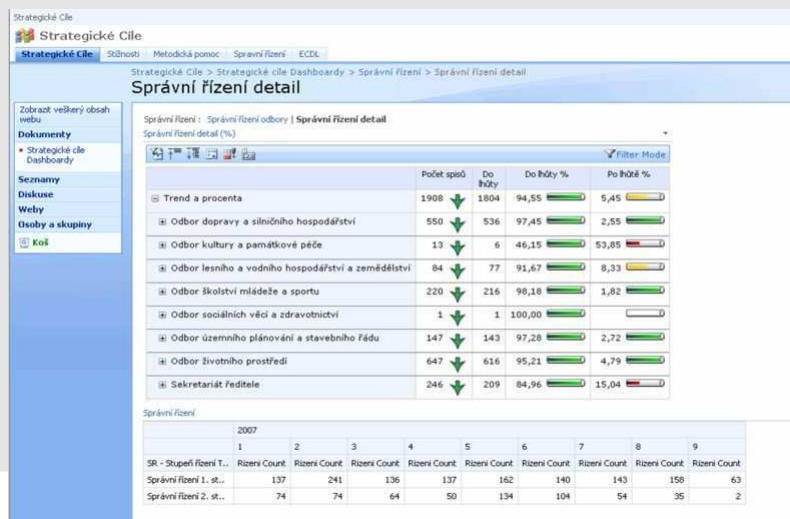 Strategické Cíle
Strategické Cíle
Strategické Cíle Stížnosti Metodická pomoc Spravní řízení ECDL
Strategické Cíle > Strategické cíle Dashboardy > Správní řízení > Správní řízení detail
Správní řízení detail
Zobrazit veškerý obsah webu
Dokumenty
Strategické cíle Dashboardy
Seznamy
Diskuse
Weby
Osoby a skupiny
Koš
Správní řízení : Správní řízení odbory | Správní řízení detail
Správní řízení detail (%)
Filter Mode
Počet spisů Do lhůty Do lhůty % Po lhůtě %
Trend a procenta 1908 1804 94,55 5,45
Odbor dopravy a silničního hospodářství 550 536 97,45 2,55
Odbor kultury a památkové péče 13 6 46,15 53,85
Odbor lesního a vodního hospodářství a zemědělství 84 77 91,67 8,33
Odbor školství mládeže a sportu 220 216 98,18 1,82
Odbor sociálních věcí a zdravotnictví 1 1 100,00
Odbor územního plánování a stavebního řádu 147 143 97,28 2,72
Odbor životního prostředí 647 616 95,21 4,79
Sekretariát ředitele 246 209 84,96 15,04
Správní řízení
2007
1 2 3 4 5 6 7 8 9
SR - Stupeň řízení T.. Rizeni Count Rizeni Count Rizeni Count Rizeni Count Rizeni Count Rizeni Count Rizeni Count Rizeni Count Rizeni Count
Správní řízení 1. st.. 137 241 136 137 162 140 143 158 63
Správní řízení 2. st.. 74 74 64 50 134 104 54 35 2